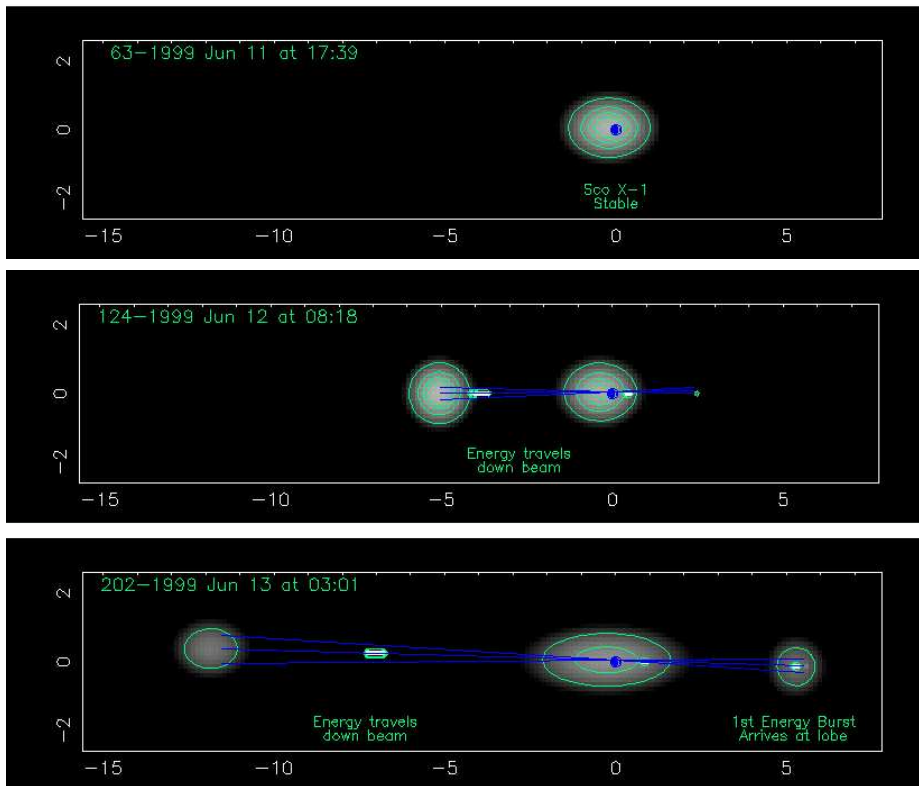 63-1999 Jun 11 at 17:39
2
0
-2
Sco X-1
Stable
-15 -10 -5 0 5
124-1999 Jun 12 at 08:18
2
0
-2
Energy travels
down beam
-15 -10 -5 0 5
202-1999 Jun 13 at 03:01
2
0
-2
Energy travels
down beam
1st Energy Burst
Arrives at lobe
-15 -10 -5 0 5